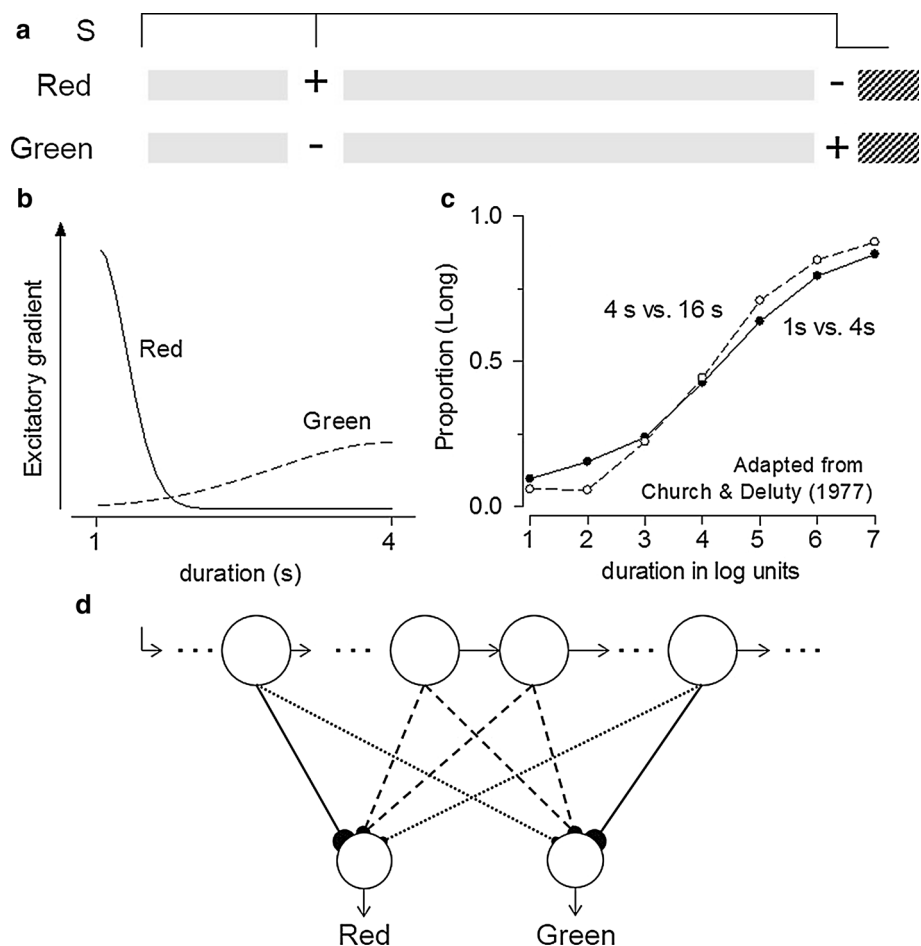 a S
Red + -
Green - +
b
Excitatory gradient
Red
Green
1 4
duration (s)
c
Proportion (Long)
1.0
0.5
0.0
4 s vs. 16 s
1s vs. 4s
Adapted from
Church & Deluty (1977)
1 2 3 4 5 6 7
duration in log units
d
Red Green